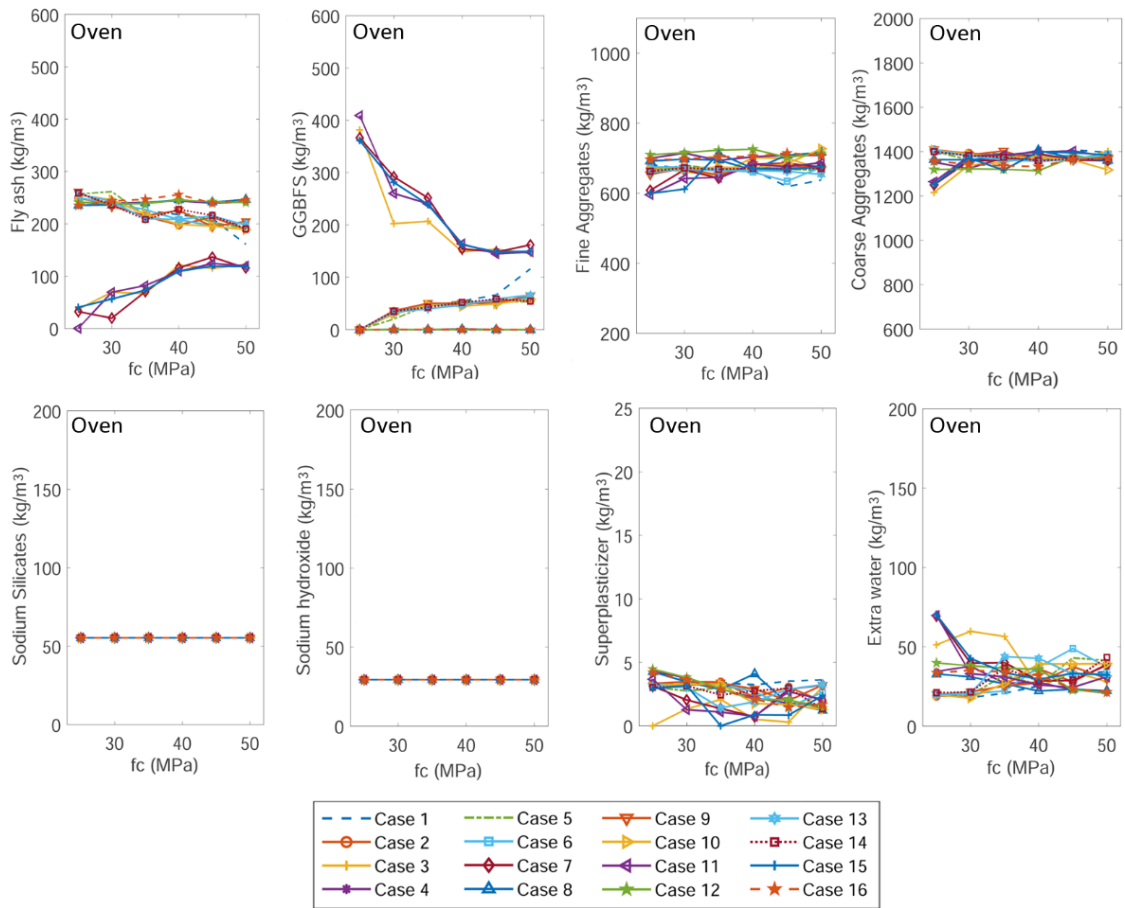 Oven
600
500
400
300
200
100
0
Fly ash (kg/m³)
30
40
50
fc (MPa)
Oven
600
500
400
300
200
100
0
GGBFS (kg/m³)
30
40
50
fc (MPa)
Oven
1000
800
600
400
200
Fine Aggregates (kg/m³)
30
40
50
fc (MPa)
Oven
2000
1800
1600
1400
1200
1000
800
600
Coarse Aggregates (kg/m³)
30
40
50
fc (MPa)
Oven
200
150
100
50
0
Sodium Silicates (kg/m³)
30
40
50
fc (MPa)
Oven
200
150
100
50
0
Sodium hydroxide (kg/m³)
30
40
50
fc (MPa)
Oven
25
20
15
10
5
0
Superplasticizer (kg/m³)
30
40
50
fc (MPa)
Oven
200
150
100
50
0
Extra water (kg/m³)
30
40
50
fc (MPa)
Case 1
Case 2
Case 3
Case 4
Case 5
Case 6
Case 7
Case 8
Case 9
Case 10
Case 11
Case 12
Case 13
Case 14
Case 15
Case 16